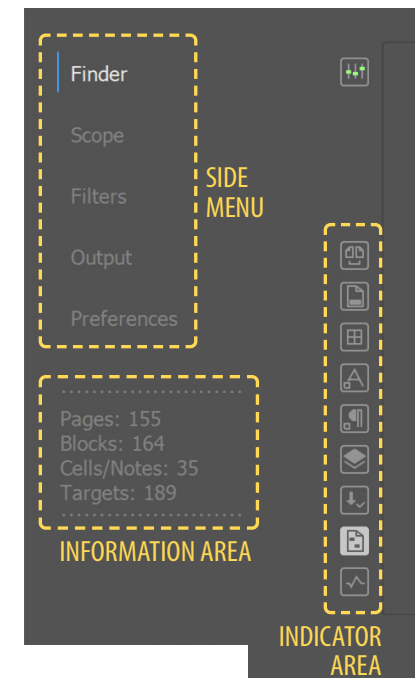 Finder
Scope
Filters
Output
Preferences
SIDE
MENU
Pages: 155
Blocks: 164
Cells/Notes: 35
Targets: 189
INFORMATION AREA
INDICATOR
AREA